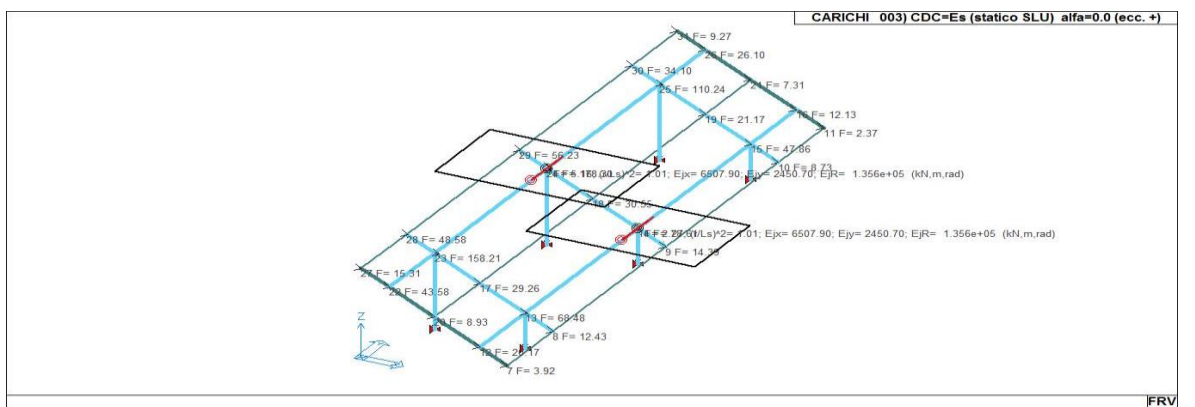 CARICHI 003) CDC=Es (statico SLU) alfa=0.0 (ecc. +)
31 F= 9.27
26 F= 26.10
30 F= 34.10
21 F= 7.31
25 F= 110.24
16 F= 12.13
19 F= 21.17
11 F= 2.37
15 F= 47.86
29 F= 56.23
10 F= 8.73
1.01; Ejx= 6507.90; Ejy= 2450.70; EjR= 1.356e+05 (kN,m,rad)
18 F= 30.55
1.01; Ejx= 6507.90; Ejy= 2450.70; EjR= 1.356e+05 (kN,m,rad)
28 F= 48.58
9 F= 14.39
23 F= 158.21
27 F= 15.31
17 F= 29.26
22 F= 43.58
13 F= 68.48
20 F= 8.93
8 F= 12.43
7 F= 3.92
Z
FRV